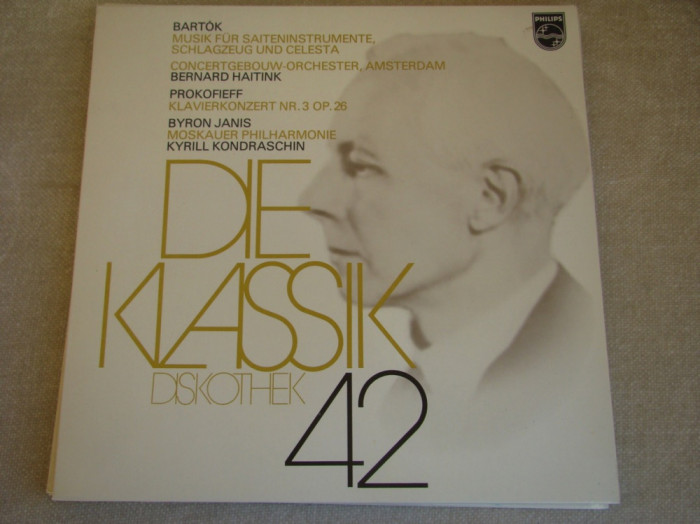 BARTÓK
MUSIK FÜR SAITENINSTRUMENTE,
SCHLAGZEUG UND CELESTA
CONCERTGEBOUW-ORCHESTER, AMSTERDAM
BERNARD HAITINK
PROKOFIEFF
KLAVIERKONZERT NR. 3 OP. 26
BYRON JANIS
MOSKAUER PHILHARMONIE
KYRILL KONDRASCHIN
PHILIPS
DIE
KLASSIK
DISKOTHEK
42